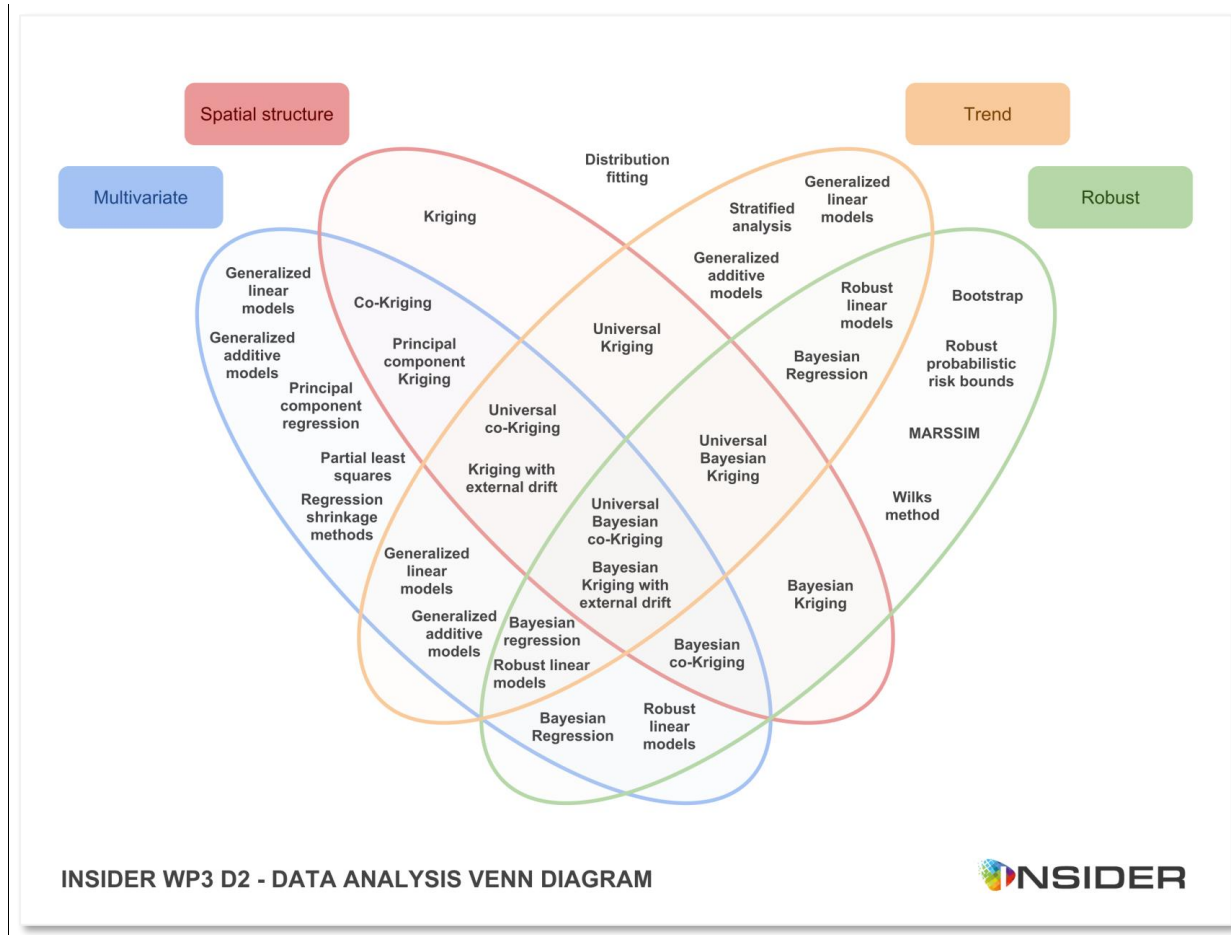 Spatial structure
Trend
Multivariate
Robust
Distribution
fitting
Kriging
Stratified
analysis
Generalized
linear
models
Generalized
additive
models
Generalized
linear
models
Co-Kriging
Universal
Kriging
Robust
linear
models
Bootstrap
Generalized
additive
models
Principal
component
Kriging
Bayesian
Regression
Robust
probabilistic
risk bounds
Principal
component
regression
Universal
co-Kriging
Universal
Bayesian
Kriging
MARSSIM
Partial least
squares
Kriging with
external drift
Regression
shrinkage
methods
Universal
Bayesian
co-Kriging
Wilks
method
Generalized
linear
models
Bayesian
Kriging with
external drift
Bayesian
Kriging
Generalized
additive
models
Bayesian
regression
Robust linear
models
Bayesian
co-Kriging
Bayesian
Regression
Robust
linear
models
INSIDER WP3 D2 - DATA ANALYSIS VENN DIAGRAM
INSIDER